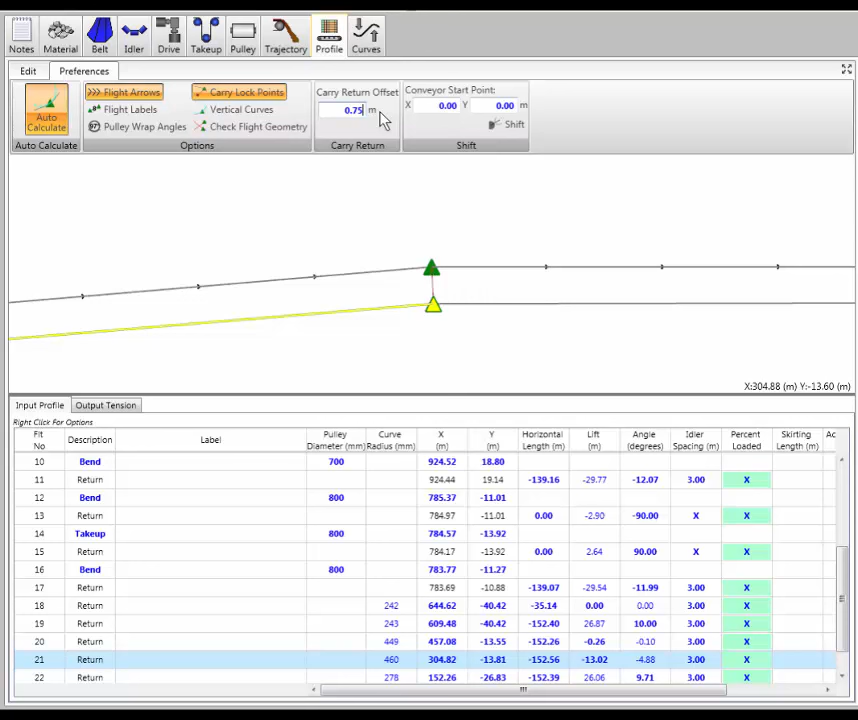 Notes Material Belt Idler Drive Takeup Pulley Trajectory Profile Curves
Edit Preferences
Auto Calculate
Auto Calculate
>>> Flight Arrows
Flight Labels
Pulley Wrap Angles
Carry Lock Points
Vertical Curves
Check Flight Geometry
Options
Carry Return Offset
0.75 m
Carry Return
Conveyor Start Point:
X 0.00 Y 0.00 m
Shift
Shift
X:304.88 (m) Y:-13.60 (m)
Input Profile Output Tension
Right Click For Options
Flt Pulley Curve X Y Horizontal Lift Angle Idler Percent Skirting Ac
No Description Label Diameter (mm) Radius (mm) (m) (m) Length (m) (m) (degrees) Spacing (m) Loaded Length (m)
10 Bend 700 924.52 18.80
11 Return 924.44 19.14 -139.16 -29.77 -12.07 3.00 X
12 Bend 800 785.37 -11.01
13 Return 784.97 -11.01 0.00 -2.90 -90.00 X X
14 Takeup 800 784.57 -13.92
15 Return 784.17 -13.92 0.00 2.64 90.00 X X
16 Bend 800 783.77 -11.27
17 Return 783.69 -10.88 -139.07 -29.54 -11.99 3.00 X
18 Return 242 644.62 -40.42 -35.14 0.00 0.00 3.00 X
19 Return 243 609.48 -40.42 -152.40 26.87 10.00 3.00 X
20 Return 449 457.08 -13.55 -152.26 -0.26 -0.10 3.00 X
21 Return 460 304.82 -13.81 -152.56 -13.02 -4.88 3.00 X
22 Return 278 152.26 -26.83 -152.39 26.06 9.71 3.00 X